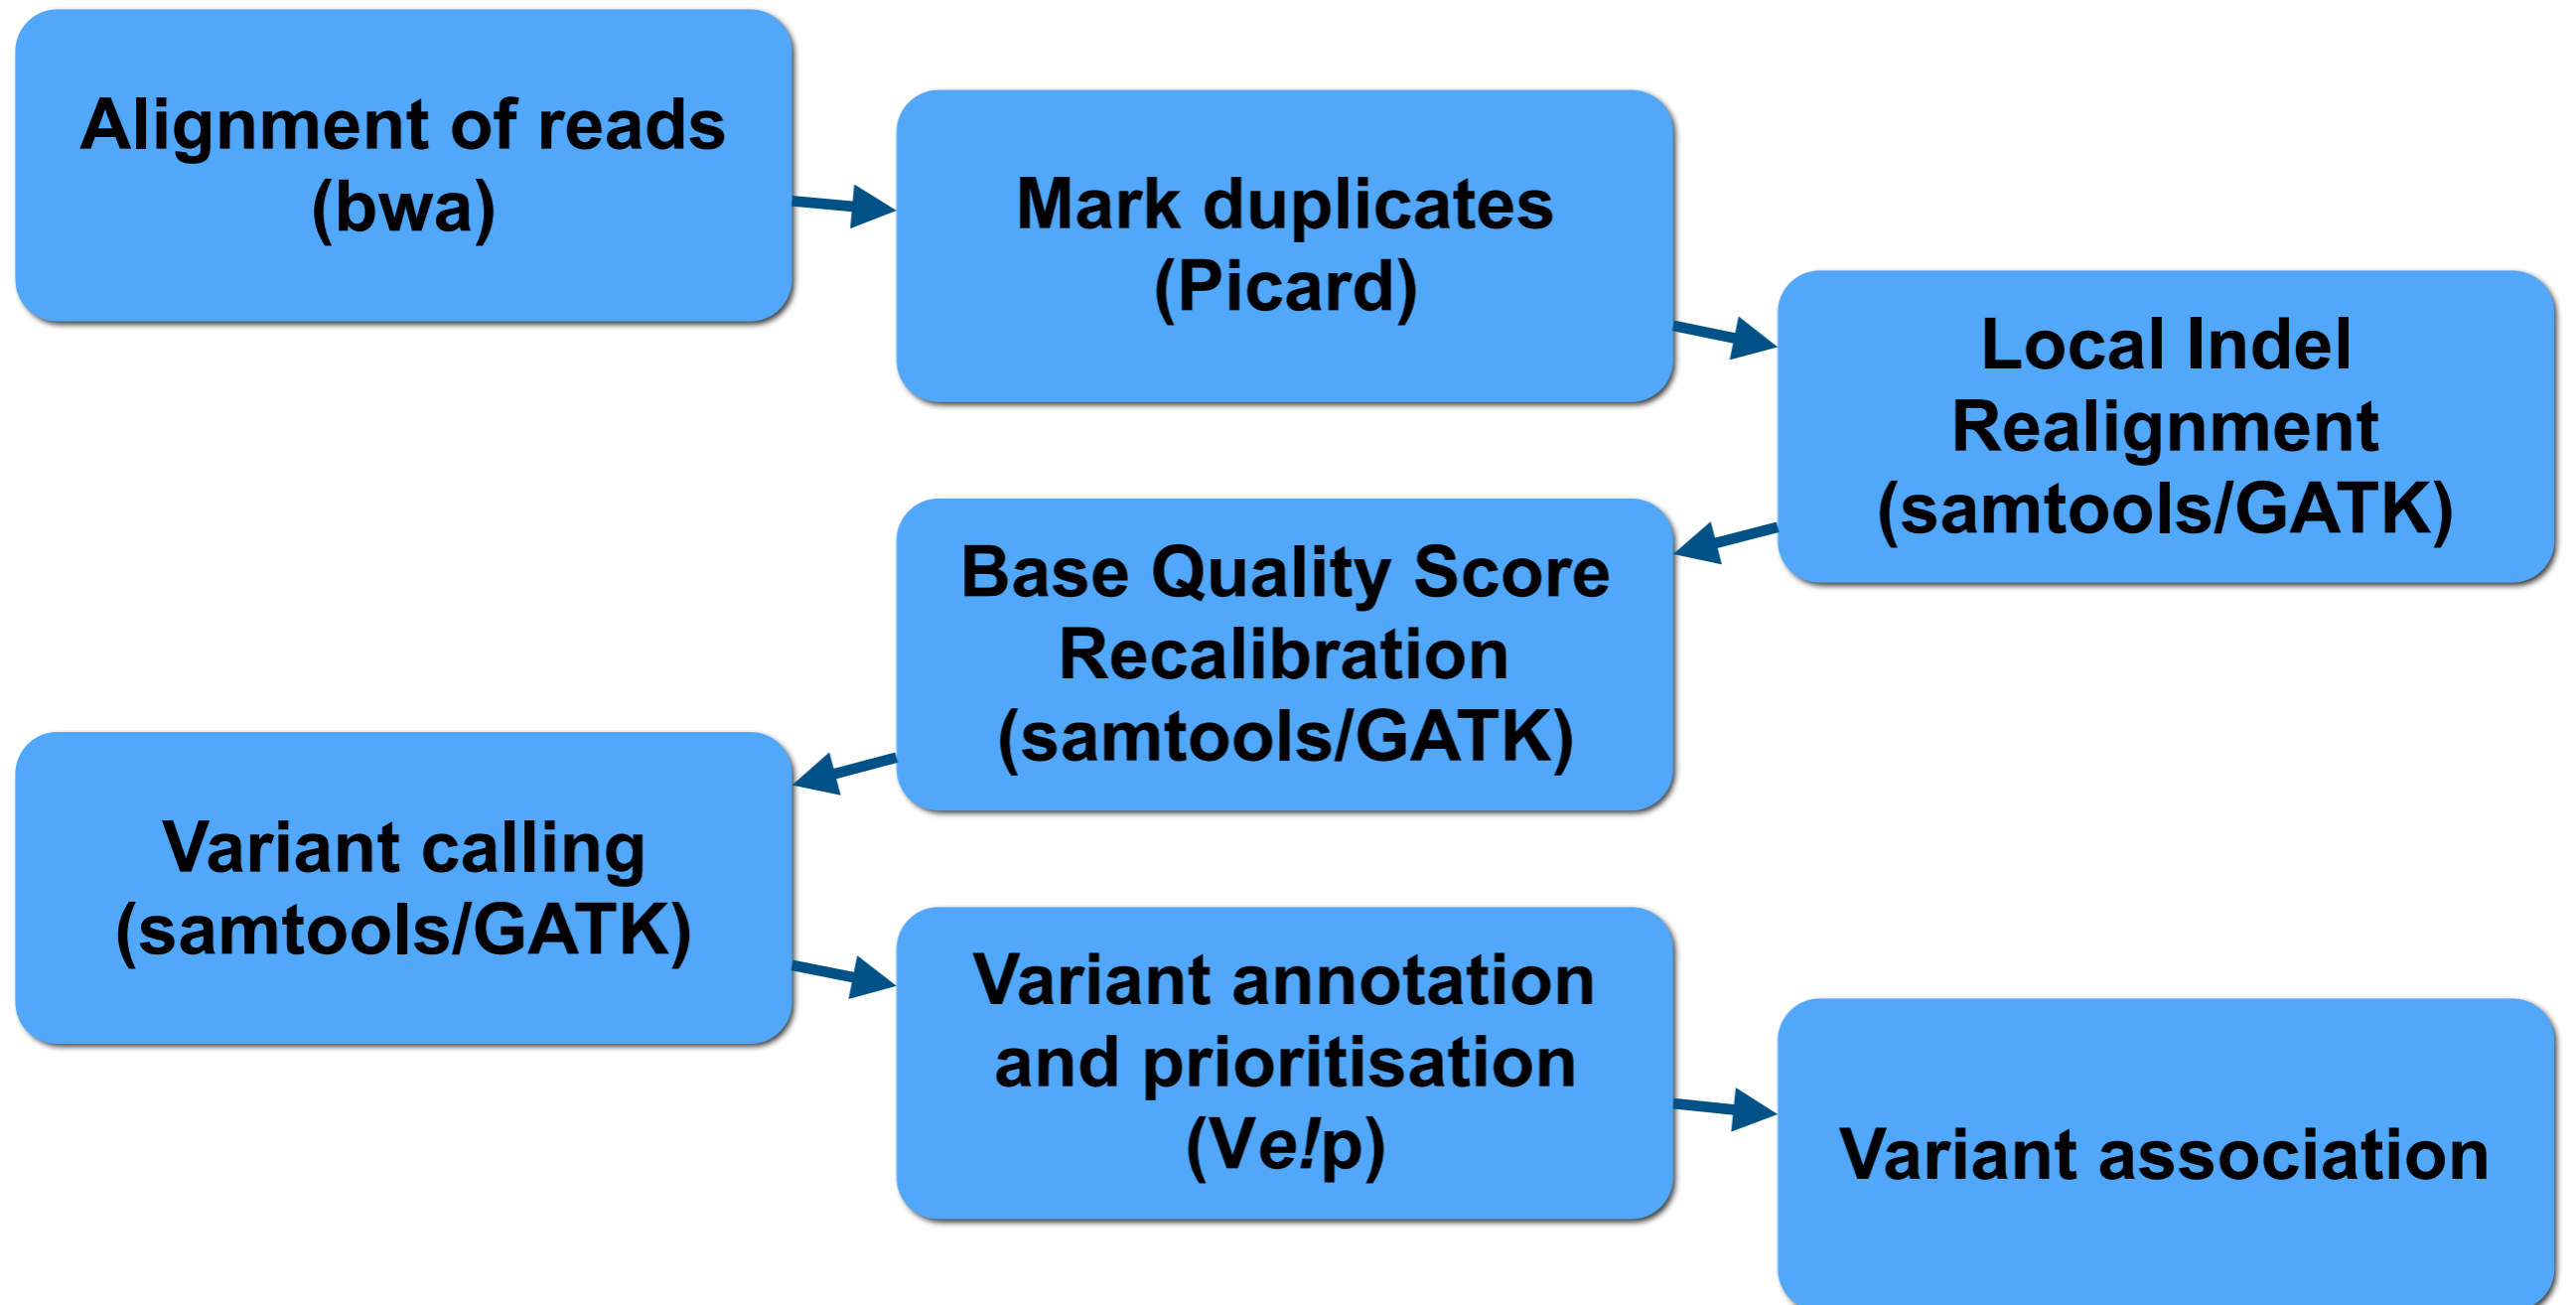 Alignment of reads
(bwa)
Mark duplicates
(Picard)
Local Indel
Realignment
(samtools/GATK)
Base Quality Score
Recalibration
(samtools/GATK)
Variant calling
(samtools/GATK)
Variant annotation
and prioritisation
(Ve!p)
Variant association